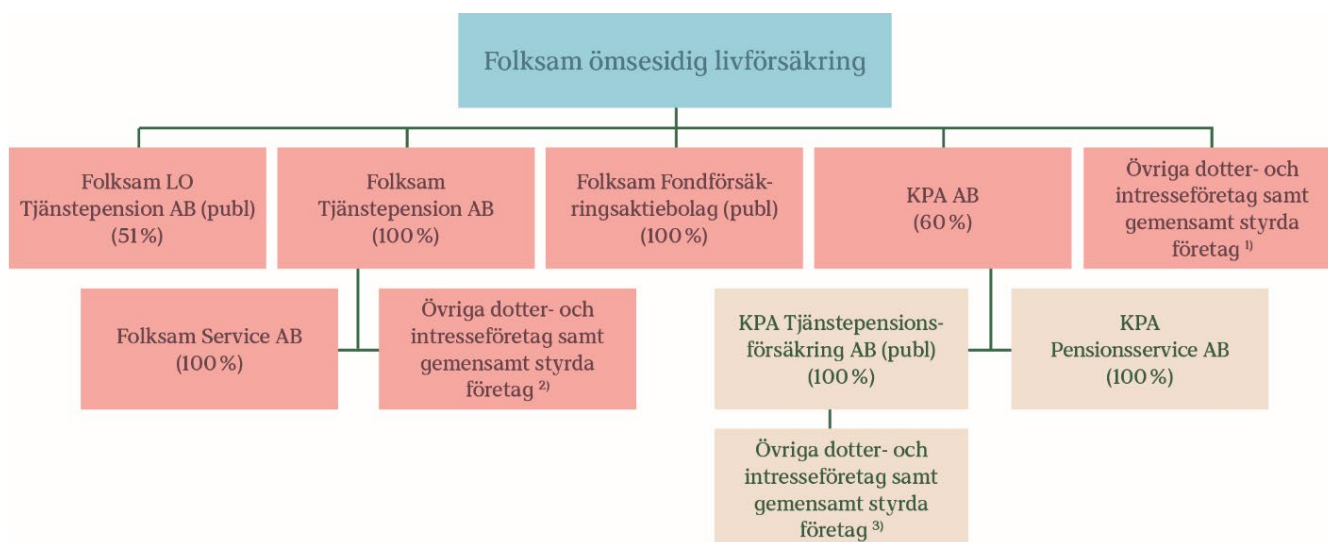 Folksam ömsesidig livförsäkring
Folksam LO
Tjänstepension AB (publ)
(51 %)
Folksam
Tjänstepension AB
(100 %)
Folksam Fondförsäk-
ringsaktiebolag (publ)
(100 %)
KPA AB
(60 %)
Övriga dotter- och
intresseföretag samt
gemensamt styrda
företag 1)
Folksam Service AB
(100 %)
Övriga dotter- och
intresseföretag samt
gemensamt styrda
företag 2)
KPA Tjänstepensions-
försäkring AB (publ)
(100 %)
KPA
Pensionsservice AB
(100 %)
Övriga dotter- och
intresseföretag samt
gemensamt styrda
företag 3)